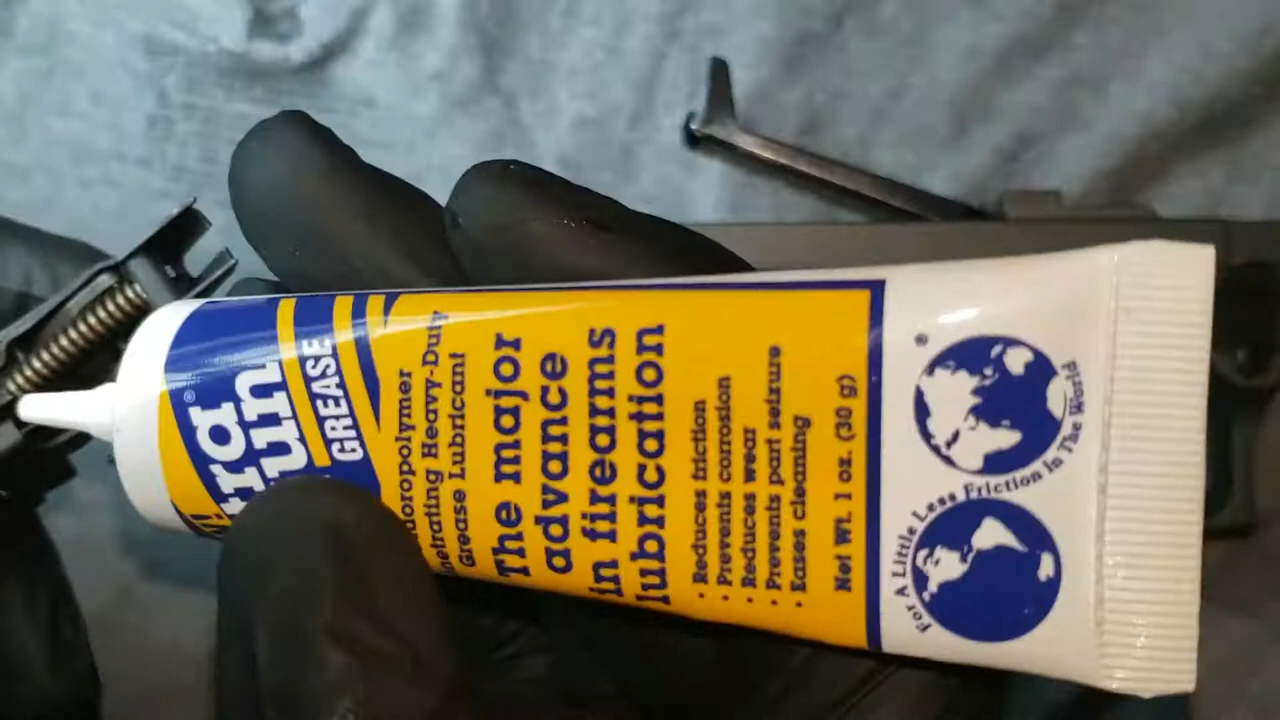 GREASE
Heavy-Duty
Grease Lubricant
The major
advance
in firearms
lubrication
• Reduces friction
• Prevents corrosion
• Reduces wear
• Prevents part seizure
• Eases cleaning
Net Wt. 1 oz. (30 g)
®
For A Little Less Friction In The World